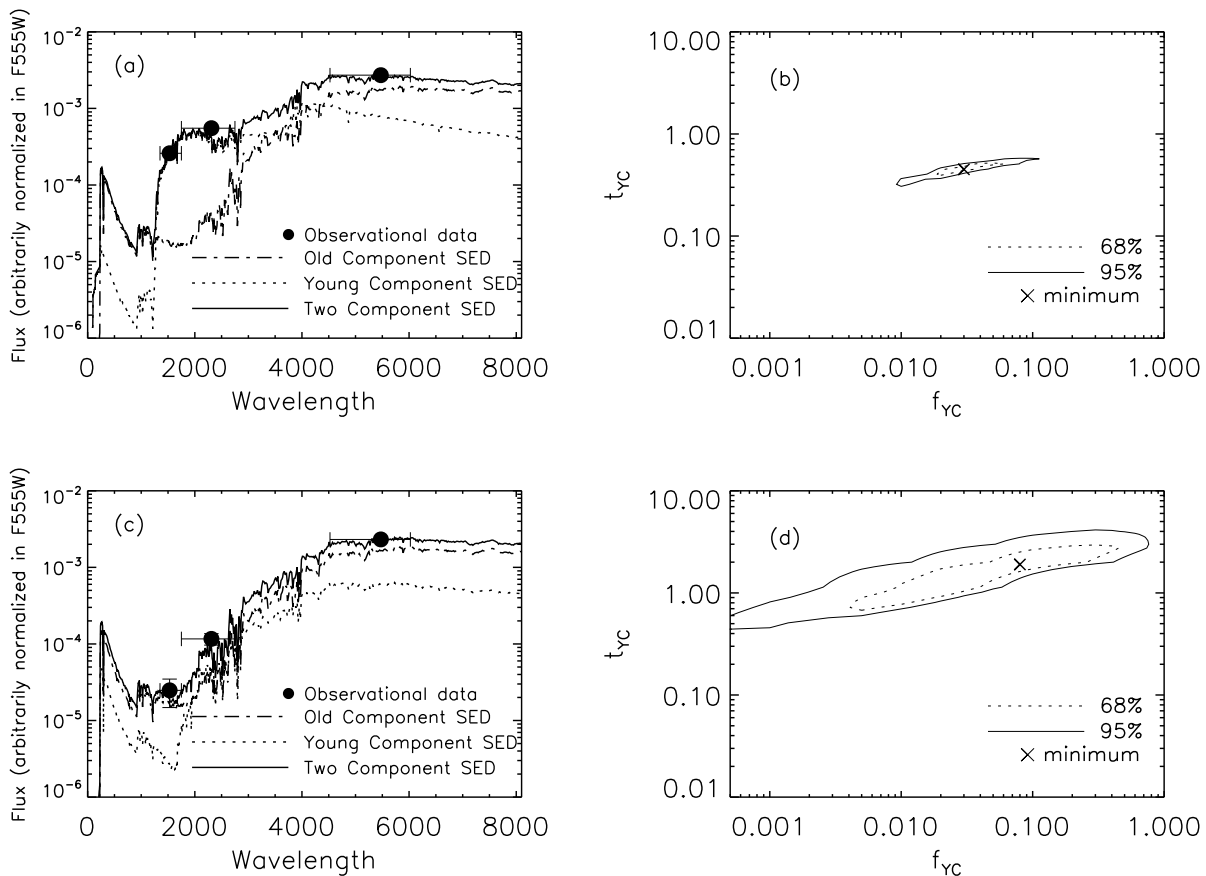 Flux (arbitrarily normalized in F555W)
10⁻²
10⁻³
10⁻⁴
10⁻⁵
10⁻⁶
(a)
Observational data
Old Component SED
Young Component SED
Two Component SED
0 2000 4000 6000 8000
Wavelength
t_YC
10.00
1.00
0.10
0.01
(b)
68%
95%
minimum
0.001 0.010 0.100 1.000
f_YC
Flux (arbitrarily normalized in F555W)
10⁻²
10⁻³
10⁻⁴
10⁻⁵
10⁻⁶
(c)
Observational data
Old Component SED
Young Component SED
Two Component SED
0 2000 4000 6000 8000
Wavelength
t_YC
10.00
1.00
0.10
0.01
(d)
68%
95%
minimum
0.001 0.010 0.100 1.000
f_YC